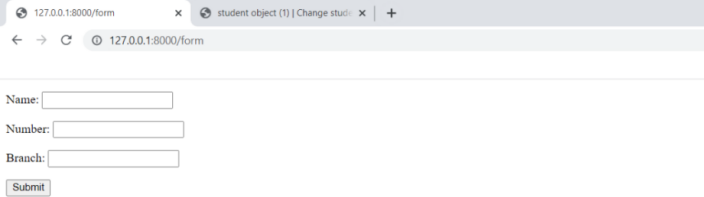 127.0.0.1:8000/form
student object (1) | Change stude
127.0.0.1:8000/form
Name:
Number:
Branch:
Submit